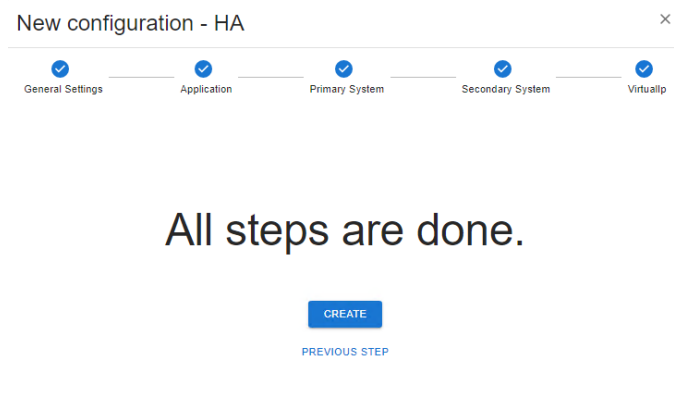 New configuration - HA
General Settings
Application
Primary System
Secondary System
VirtualIp
All steps are done.
CREATE
PREVIOUS STEP